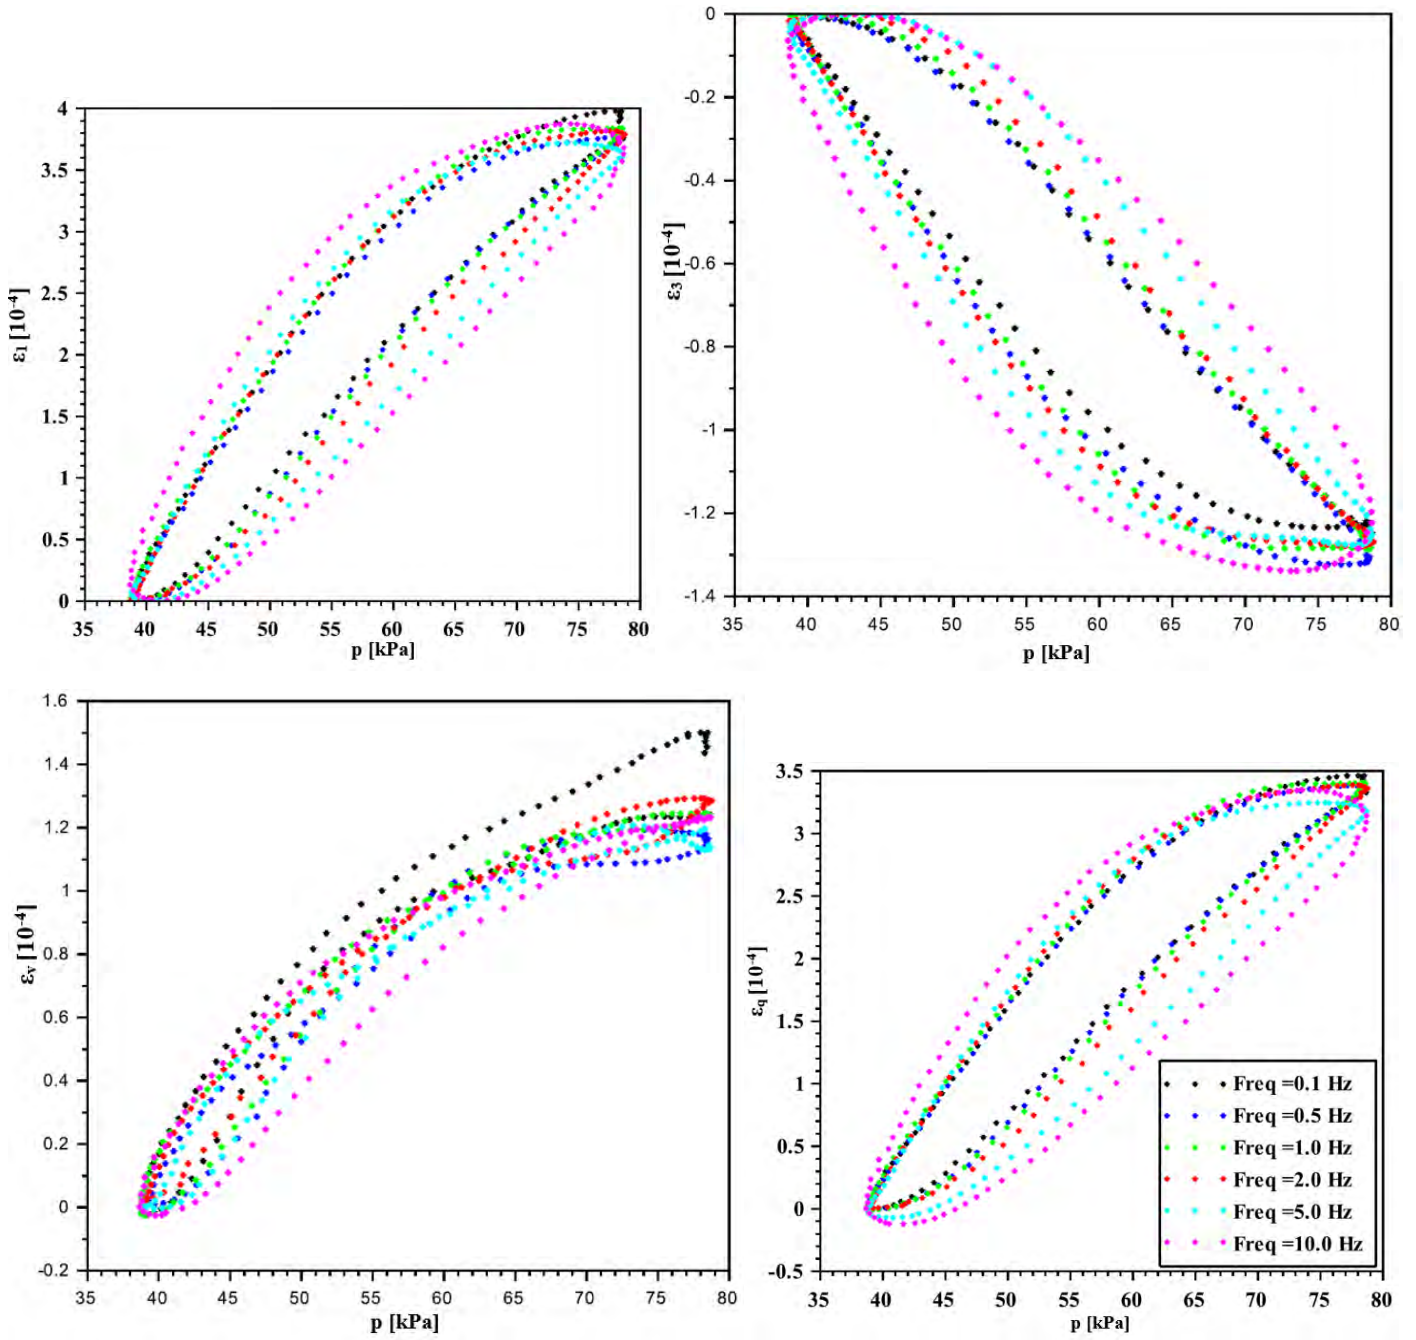 0
-0.2
-0.4
-0.6
-0.8
-1
-1.2
-1.4
ε3 [10-4]
35 40 45 50 55 60 65 70 75 80
p [kPa]
4
3.5
3
2.5
2
1.5
1
0.5
0
ε1 [10-4]
35 40 45 50 55 60 65 70 75 80
p [kPa]
1.6
1.4
1.2
1
0.8
0.6
0.4
0.2
0
-0.2
εv [10-4]
35 40 45 50 55 60 65 70 75 80
p [kPa]
3.5
3
2.5
2
1.5
1
0.5
0
-0.5
εq [10-4]
Freq =0.1 Hz
Freq =0.5 Hz
Freq =1.0 Hz
Freq =2.0 Hz
Freq =5.0 Hz
Freq =10.0 Hz
35 40 45 50 55 60 65 70 75 80
p [kPa]